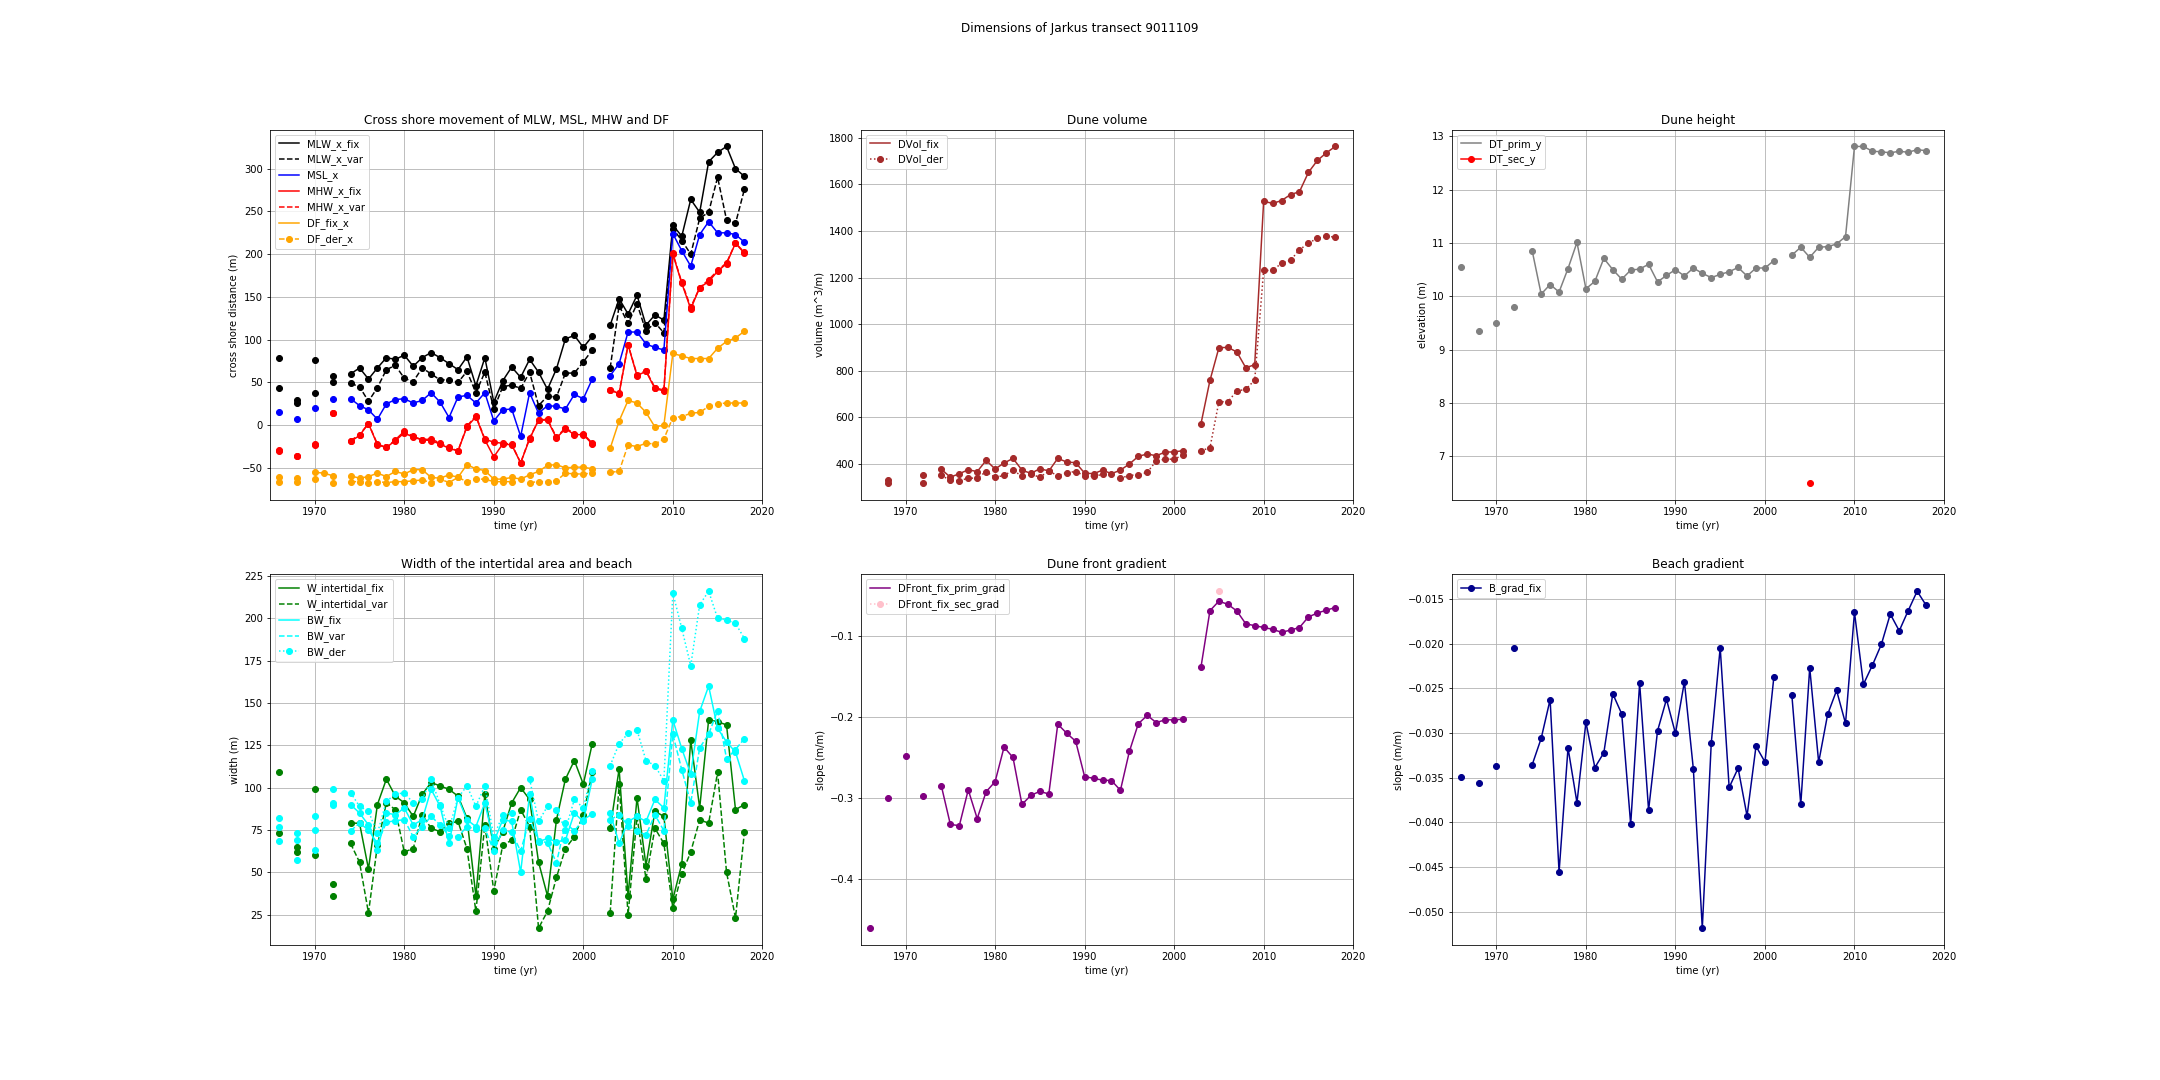 Dimensions of Jarkus transect 9011109
Cross shore movement of MLW, MSL, MHW and DF
MLW_x_fix
MLW_x_var
MSL_x
MHW_x_fix
MHW_x_var
DF_fix_x
DF_der_x
cross shore distance (m)
300
250
200
150
100
50
0
−50
1970 1980 1990 2000 2010 2020
time (yr)
Dune volume
DVol_fix
DVol_der
volume (m^3/m)
1800
1600
1400
1200
1000
800
600
400
1970 1980 1990 2000 2010 2020
time (yr)
Dune height
DT_prim_y
DT_sec_y
elevation (m)
13
12
11
10
9
8
7
1970 1980 1990 2000 2010 2020
time (yr)
Width of the intertidal area and beach
W_intertidal_fix
W_intertidal_var
BW_fix
BW_var
BW_der
width (m)
225
200
175
150
125
100
75
50
25
1970 1980 1990 2000 2010 2020
time (yr)
Dune front gradient
DFront_fix_prim_grad
DFront_fix_sec_grad
slope (m/m)
−0.1
−0.2
−0.3
−0.4
1970 1980 1990 2000 2010 2020
time (yr)
Beach gradient
B_grad_fix
slope (m/m)
−0.015
−0.020
−0.025
−0.030
−0.035
−0.040
−0.045
−0.050
1970 1980 1990 2000 2010 2020
time (yr)